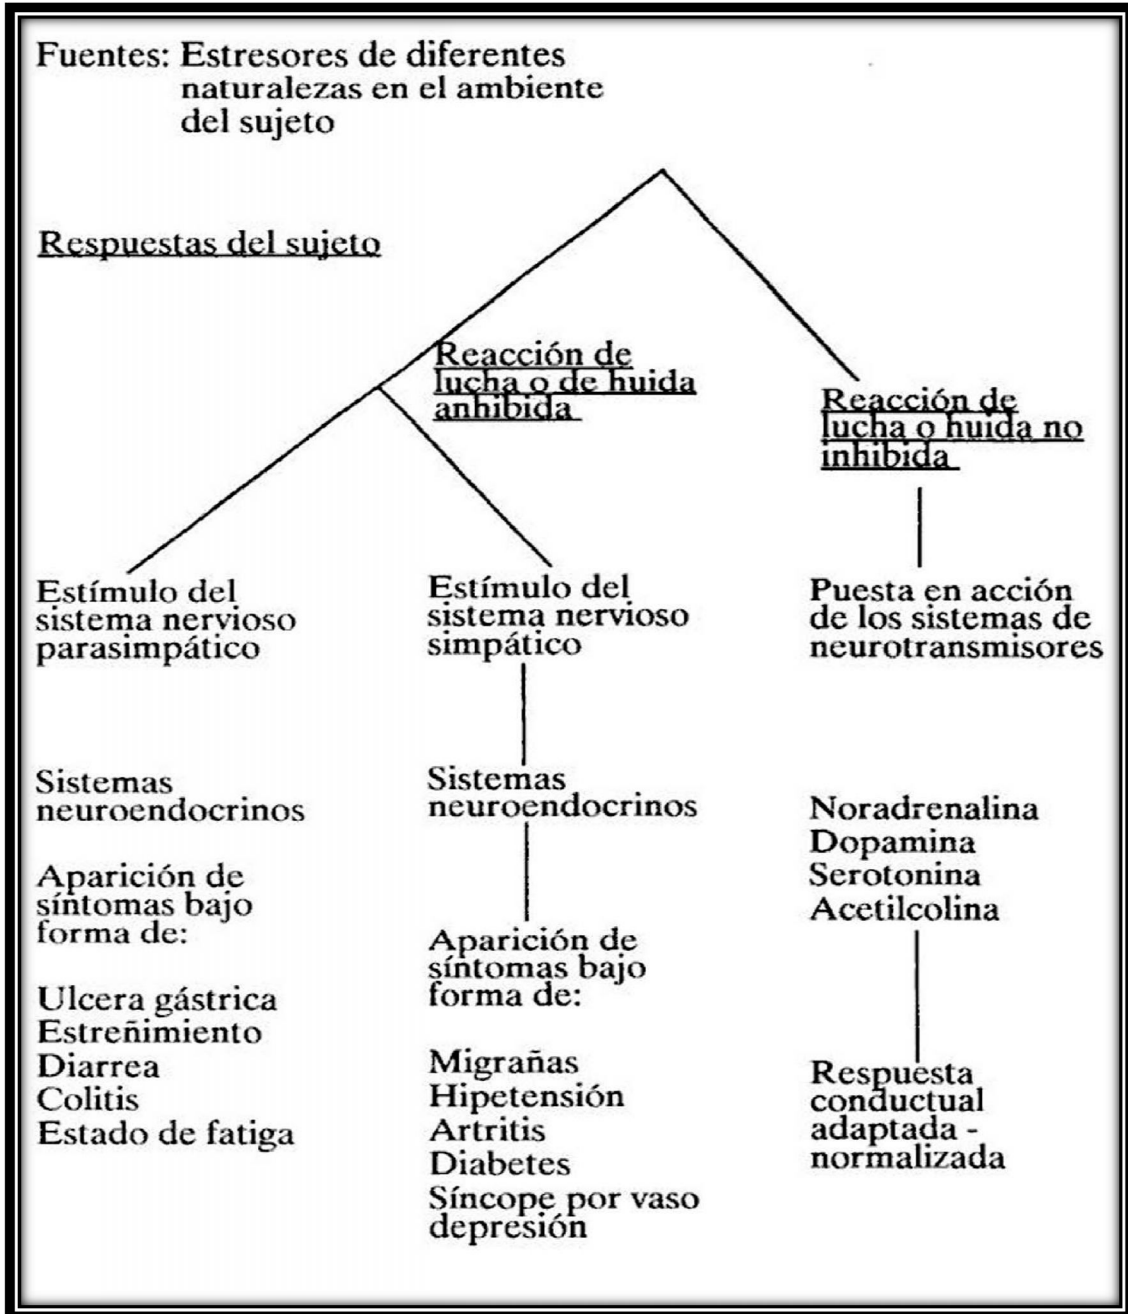 Fuentes: Estresores de diferentes
naturalezas en el ambiente
del sujeto
Respuestas del sujeto
Reacción de
lucha o de huida
anhibida
Reacción de
lucha o huida no
inhibida
Estímulo del
sistema nervioso
parasimpático
Sistemas
neuroendocrinos
Aparición de
síntomas bajo
forma de:
Ulcera gástrica
Estreñimiento
Diarrea
Colitis
Estado de fatiga
Estímulo del
sistema nervioso
simpático
Sistemas
neuroendocrinos
Aparición de
síntomas bajo
forma de:
Migrañas
Hipetensión
Artritis
Diabetes
Síncope por vaso
depresión
Puesta en acción
de los sistemas de
neurotransmisores
Noradrenalina
Dopamina
Serotonina
Acetilcolina
Respuesta
conductual
adaptada -
normalizada